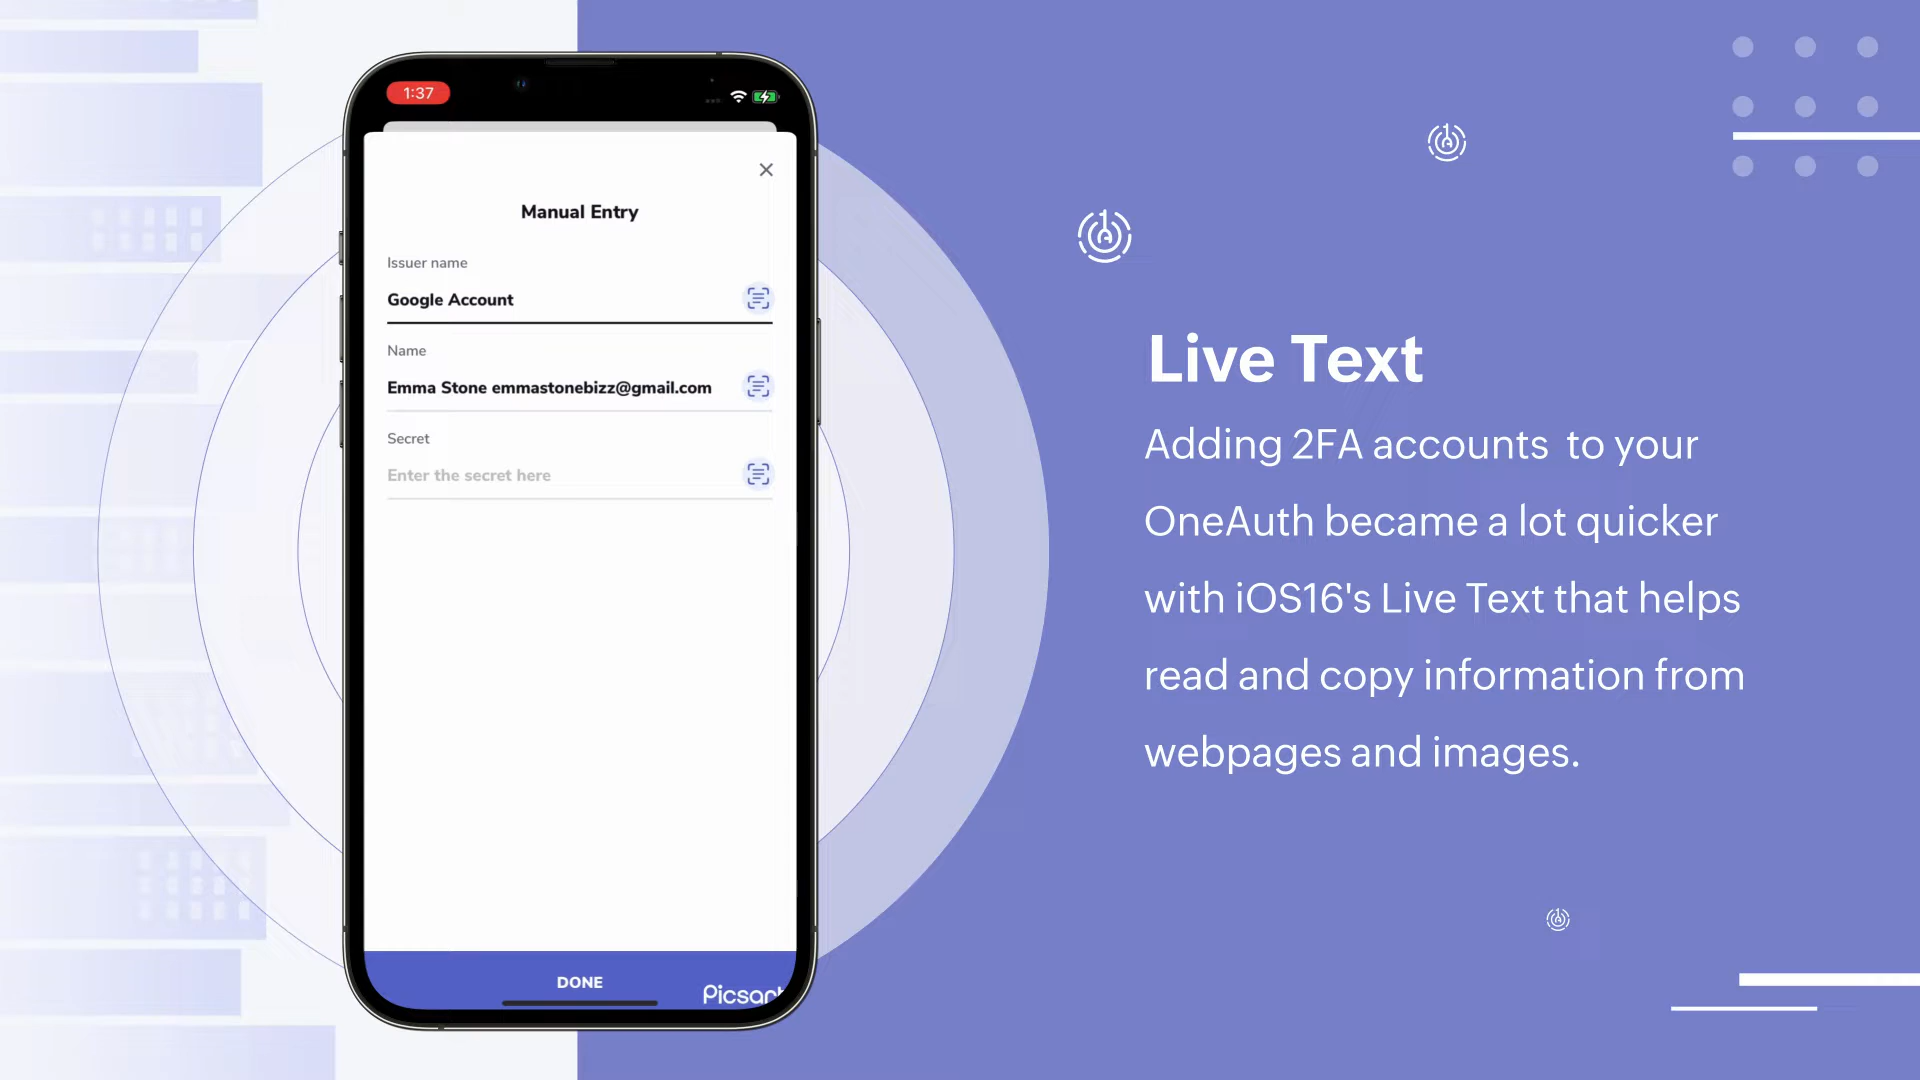 1:37
Manual Entry
Issuer name
Google Account
Name
Emma Stone emmastonebizz@gmail.com
Secret
Enter the secret here
DONE
Picsart
Live Text
Adding 2FA accounts  to your
OneAuth became a lot quicker
with iOS16's Live Text that helps
read and copy information from
webpages and images.